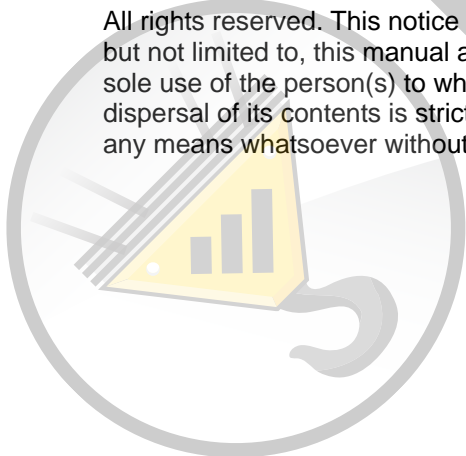 All rights reserved. This notice
but not limited to, this manual a
sole use of the person(s) to wh
dispersal of its contents is strict
any means whatsoever without